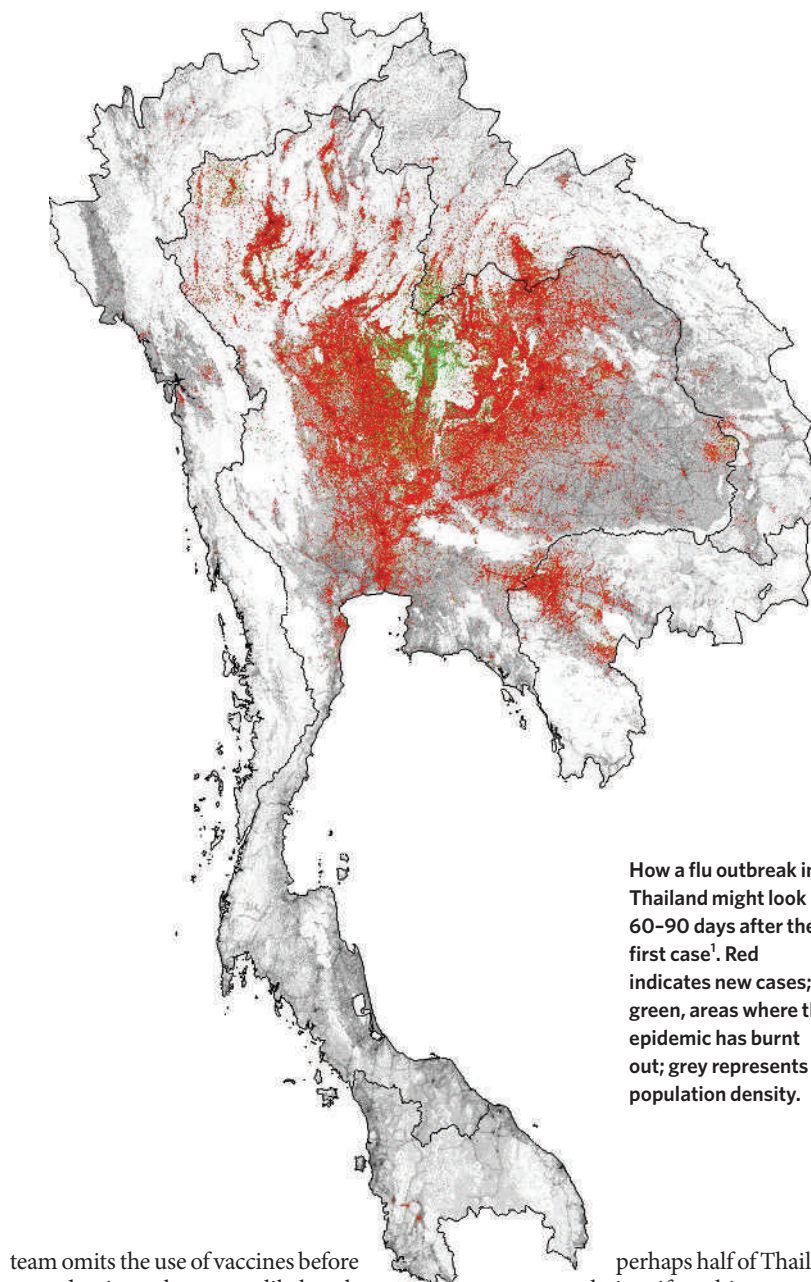 How a flu outbreak in
Thailand might look
60–90 days after the
first case¹. Red
indicates new cases;
green, areas where
epidemic has burnt
out; grey represents
population density.
team omits the use of vaccines before
perhaps half of